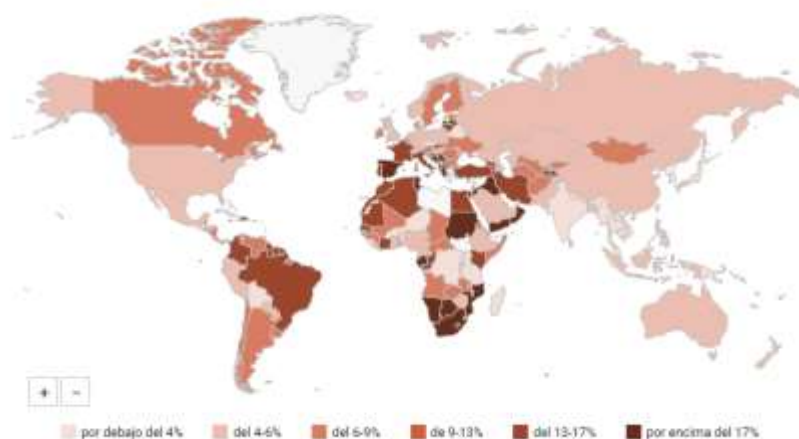 + −
por debajo del 4% del 4-6% del 6-9% de 9-13% del 13-17% por encima del 17%